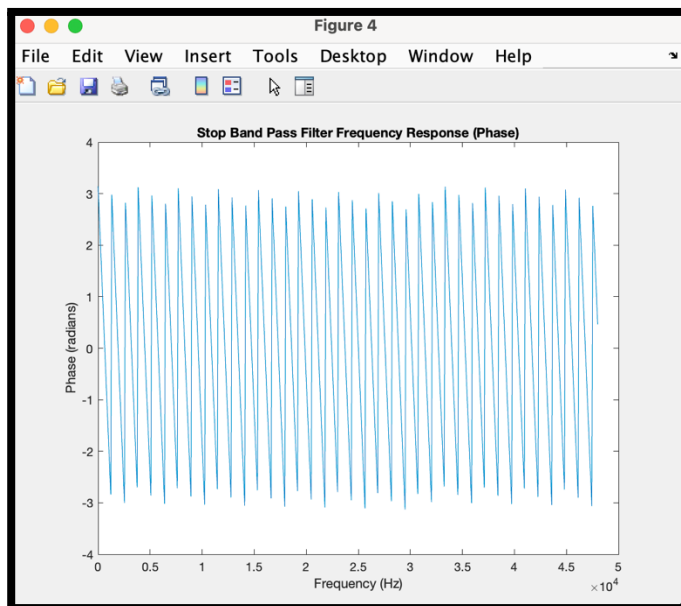 Figure 4
File Edit View Insert Tools Desktop Window Help
Stop Band Pass Filter Frequency Response (Phase)
4
3
2
1
0
-1
-2
-3
-4
Phase (radians)
0 0.5 1 1.5 2 2.5 3 3.5 4 4.5 5
Frequency (Hz)
×10⁴